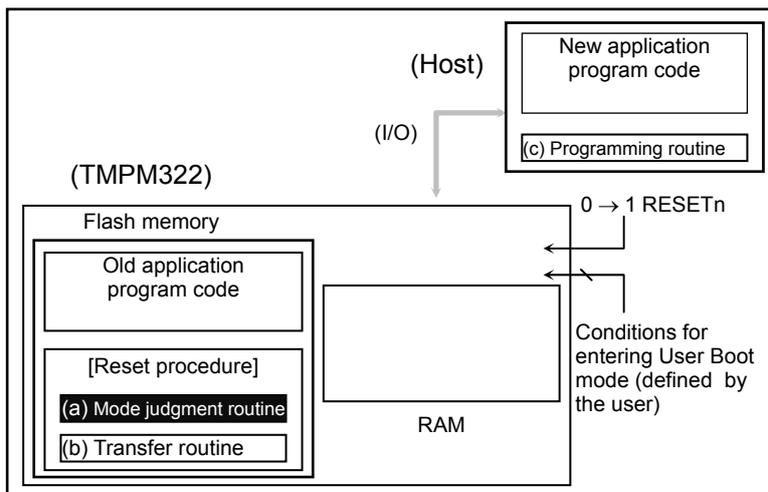 (Host)
New application
program code
(c) Programming routine
(I/O)
(TMPM322)
0 → 1 RESETn
Flash memory
Old application
program code
[Reset procedure]
(a) Mode judgment routine
(b) Transfer routine
RAM
Conditions for
entering User Boot
mode (defined by
the user)